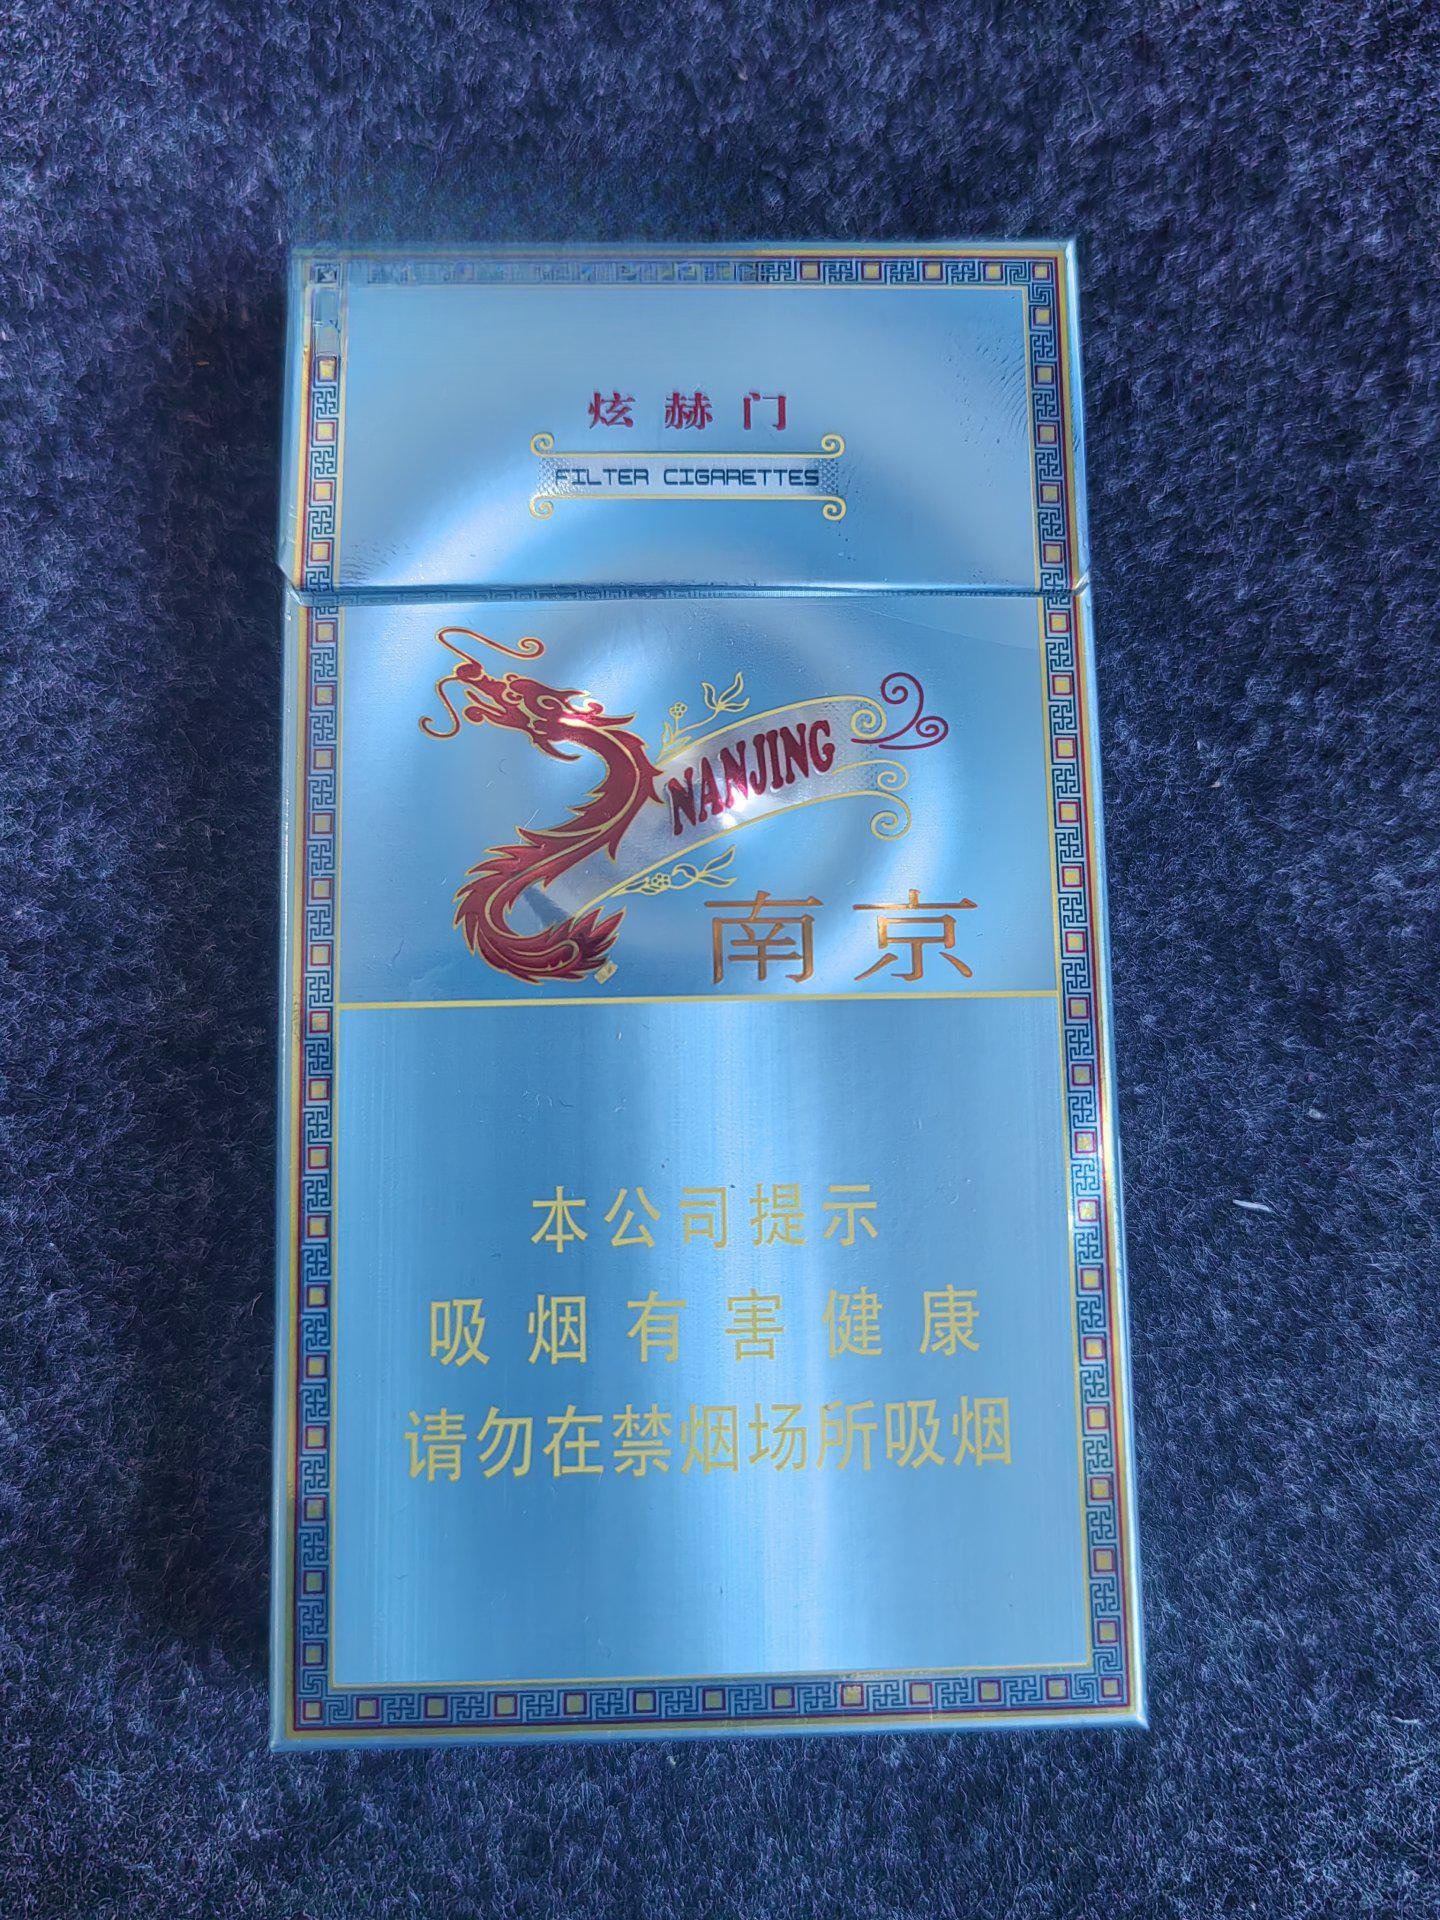 炫赫门
FILTER CIGARETTES
NANJING
南京
本公司提示
吸烟有害健康
请勿在禁烟场所吸烟